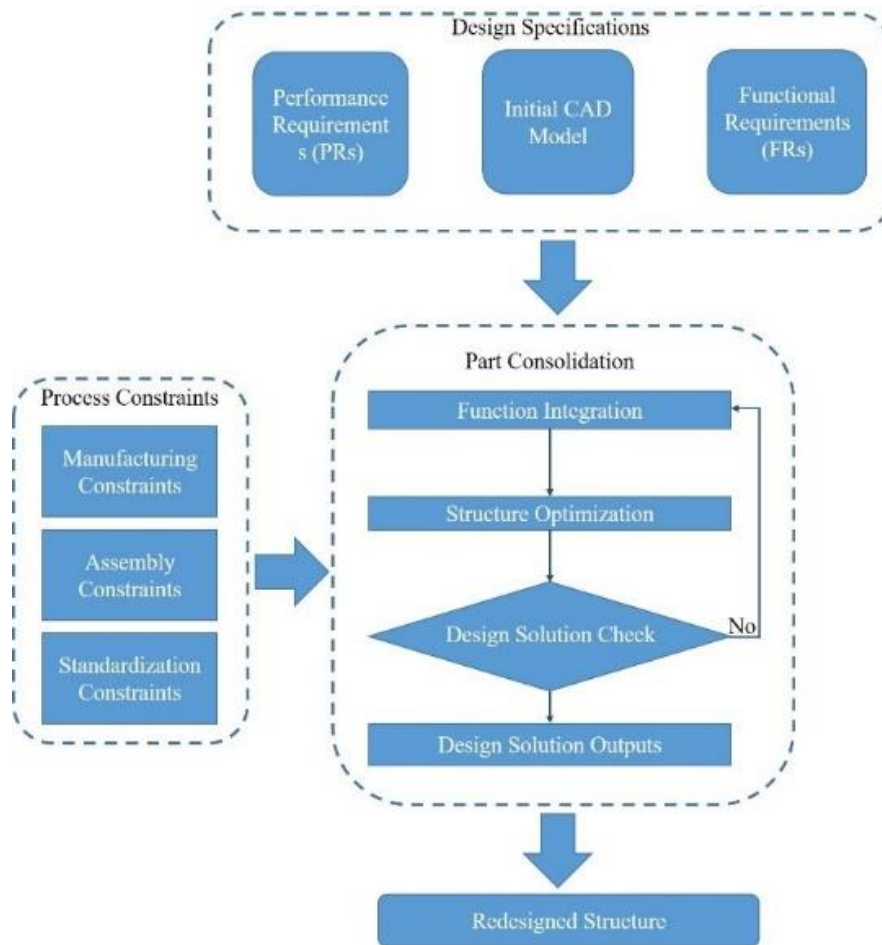 Design Specifications
Performance
Requirement
s (PRs)
Initial CAD
Model
Functional
Requirements
(FRs)
Part Consolidation
Function Integration
Structure Optimization
Design Solution Check
No
Design Solution Outputs
Process Constraints
Manufacturing
Constraints
Assembly
Constraints
Standardization
Constraints
Redesigned Structure